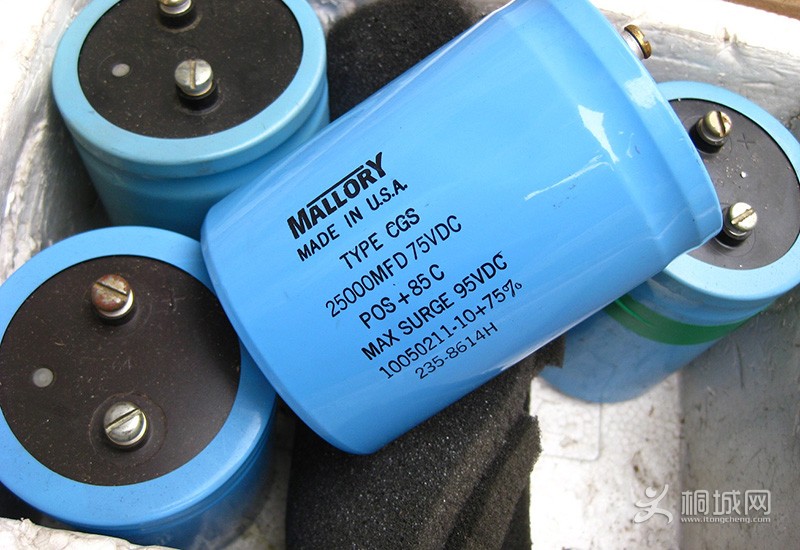 MALLORY
MADE IN U.S.A.
TYPE CGS
25000MFD 75VDC
POS +85C
MAX SURGE 95VDC
10050211-10+75%
235-8614H
+
桐城网
www.itongcheng.com